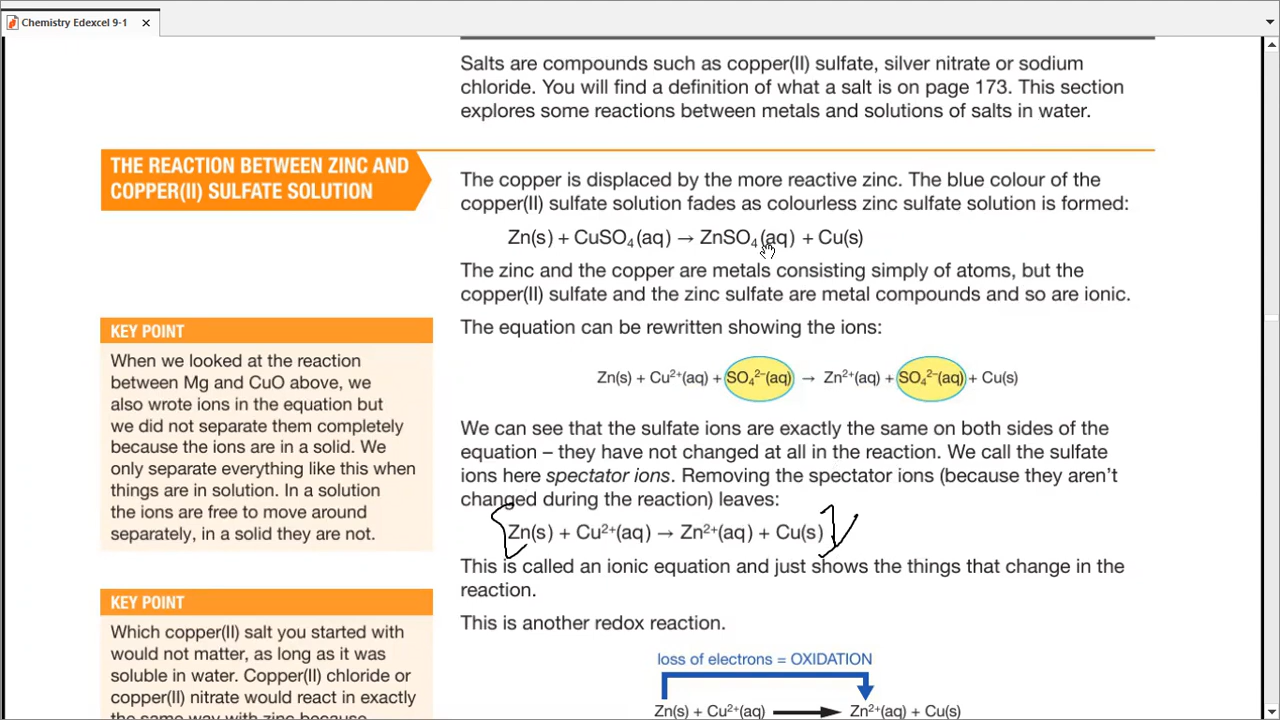 Chemistry Edexcel 9-1
Salts are compounds such as copper(II) sulfate, silver nitrate or sodium
chloride. You will find a definition of what a salt is on page 173. This section
explores some reactions between metals and solutions of salts in water.
THE REACTION BETWEEN ZINC AND
COPPER(II) SULFATE SOLUTION
The copper is displaced by the more reactive zinc. The blue colour of the
copper(II) sulfate solution fades as colourless zinc sulfate solution is formed:
Zn(s) + CuSO₄(aq) → ZnSO₄(aq) + Cu(s)
The zinc and the copper are metals consisting simply of atoms, but the
copper(II) sulfate and the zinc sulfate are metal compounds and so are ionic.
The equation can be rewritten showing the ions:
Zn(s) + Cu²⁺(aq) + SO₄²⁻(aq) → Zn²⁺(aq) + SO₄²⁻(aq) + Cu(s)
We can see that the sulfate ions are exactly the same on both sides of the
equation – they have not changed at all in the reaction. We call the sulfate
ions here spectator ions. Removing the spectator ions (because they aren't
changed during the reaction) leaves:
Zn(s) + Cu²⁺(aq) → Zn²⁺(aq) + Cu(s)
This is called an ionic equation and just shows the things that change in the
reaction.
This is another redox reaction.
loss of electrons = OXIDATION
Zn(s) + Cu²⁺(aq) → Zn²⁺(aq) + Cu(s)
KEY POINT
When we looked at the reaction
between Mg and CuO above, we
also wrote ions in the equation but
we did not separate them completely
because the ions are in a solid. We
only separate everything like this when
things are in solution. In a solution
the ions are free to move around
separately, in a solid they are not.
KEY POINT
Which copper(II) salt you started with
would not matter, as long as it was
soluble in water. Copper(II) chloride or
copper(II) nitrate would react in exactly
the same way with zinc because